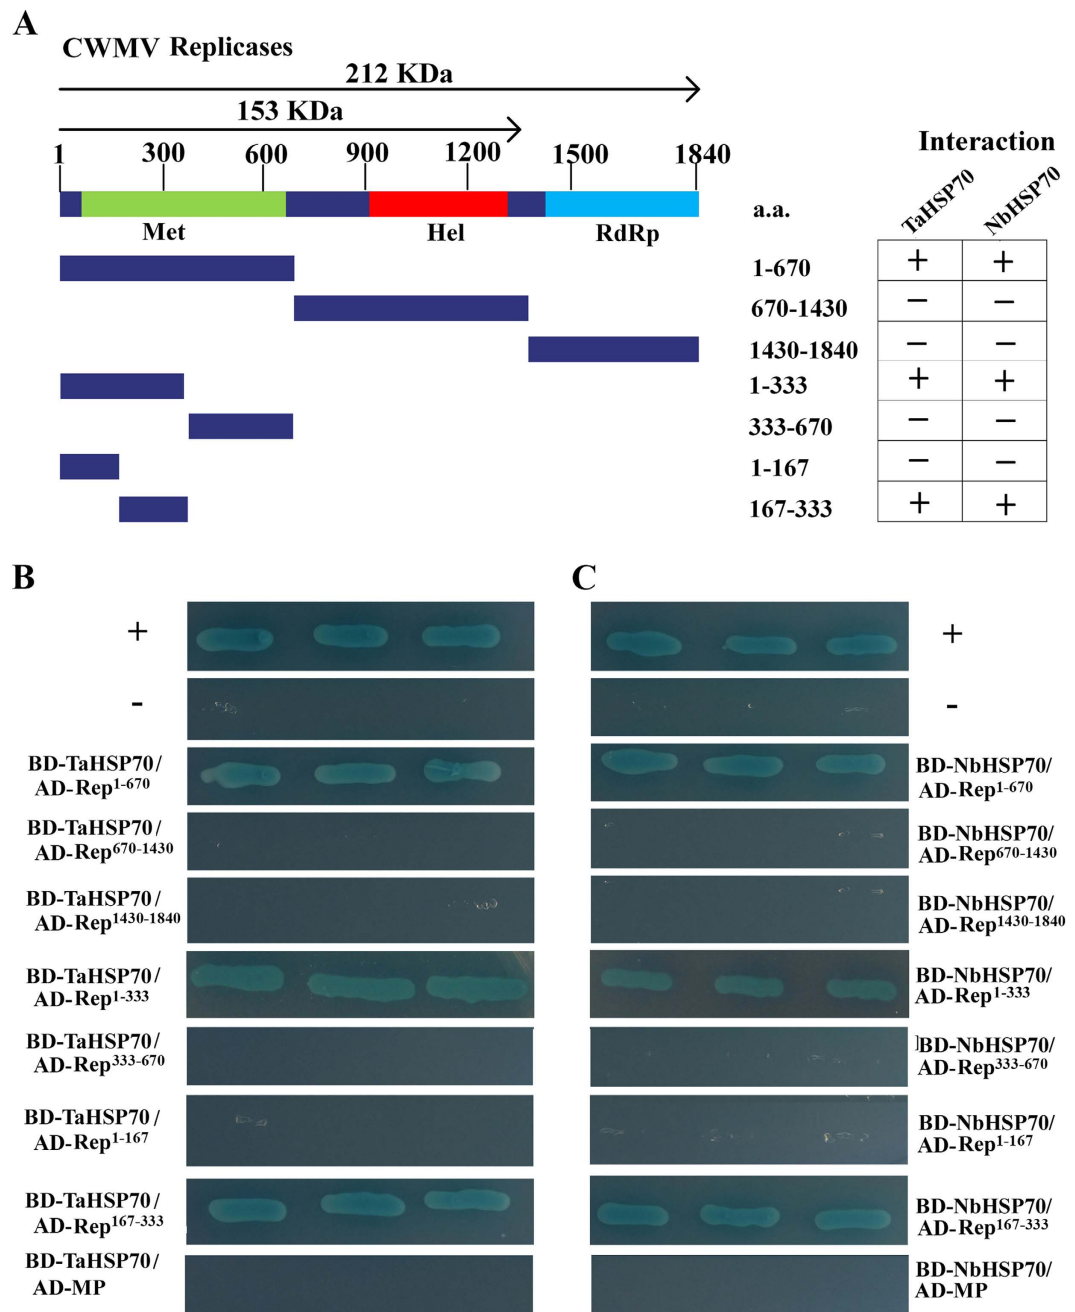 A
CWMV Replicases
212 KDa
153 KDa
1 300 600 900 1200 1500 1840
Met Hel RdRp
Interaction
a.a. TaHSP70 NbHSP70
1-670 + +
670-1430 − −
1430-1840 − −
1-333 + +
333-670 − −
1-167 − −
167-333 + +
B
+
-
BD-TaHSP70/
AD-Rep1-670
BD-TaHSP70/
AD-Rep670-1430
BD-TaHSP70/
AD-Rep1430-1840
BD-TaHSP70/
AD-Rep1-333
BD-TaHSP70/
AD-Rep333-670
BD-TaHSP70/
AD-Rep1-167
BD-TaHSP70/
AD-Rep167-333
BD-TaHSP70/
AD-MP
C
+
-
BD-NbHSP70/
AD-Rep1-670
BD-NbHSP70/
AD-Rep670-1430
BD-NbHSP70/
AD-Rep1430-1840
BD-NbHSP70/
AD-Rep1-333
BD-NbHSP70/
AD-Rep333-670
BD-NbHSP70/
AD-Rep1-167
BD-NbHSP70/
AD-Rep167-333
BD-NbHSP70/
AD-MP